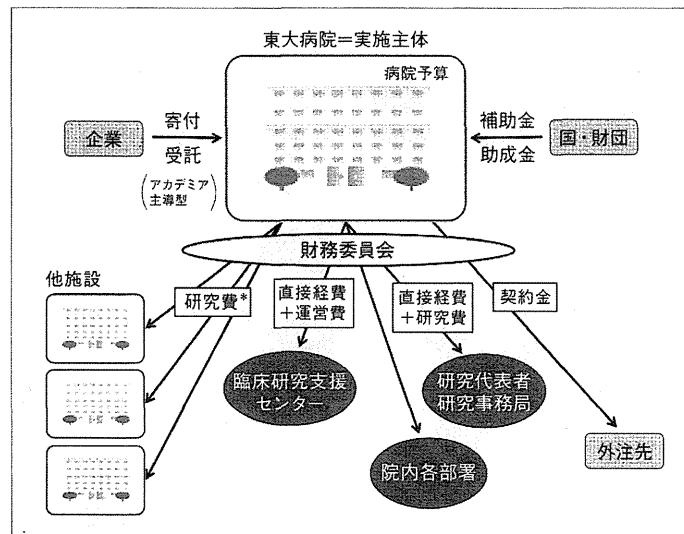 東大病院＝実施主体
病院予算
企業
寄付
受託
(アカデミア
主導型)
補助金
助成金
国・財団
財務委員会
他施設
研究費*
直接経費
＋運営費
直接経費
＋研究費
契約金
臨床研究支援
センター
研究代表者
研究事務局
院内各部署
外注先